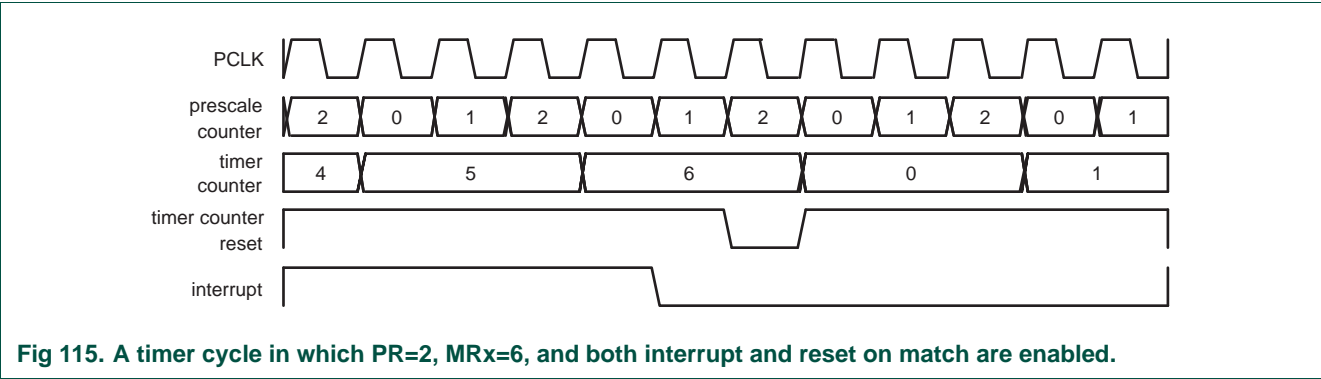 PCLK
prescale
counter
2 0 1 2 0 1 2 0 1 2 0 1
timer
counter
4 5 6 0 1
timer counter
reset
interrupt
Fig 115. A timer cycle in which PR=2, MRx=6, and both interrupt and reset on match are enabled.